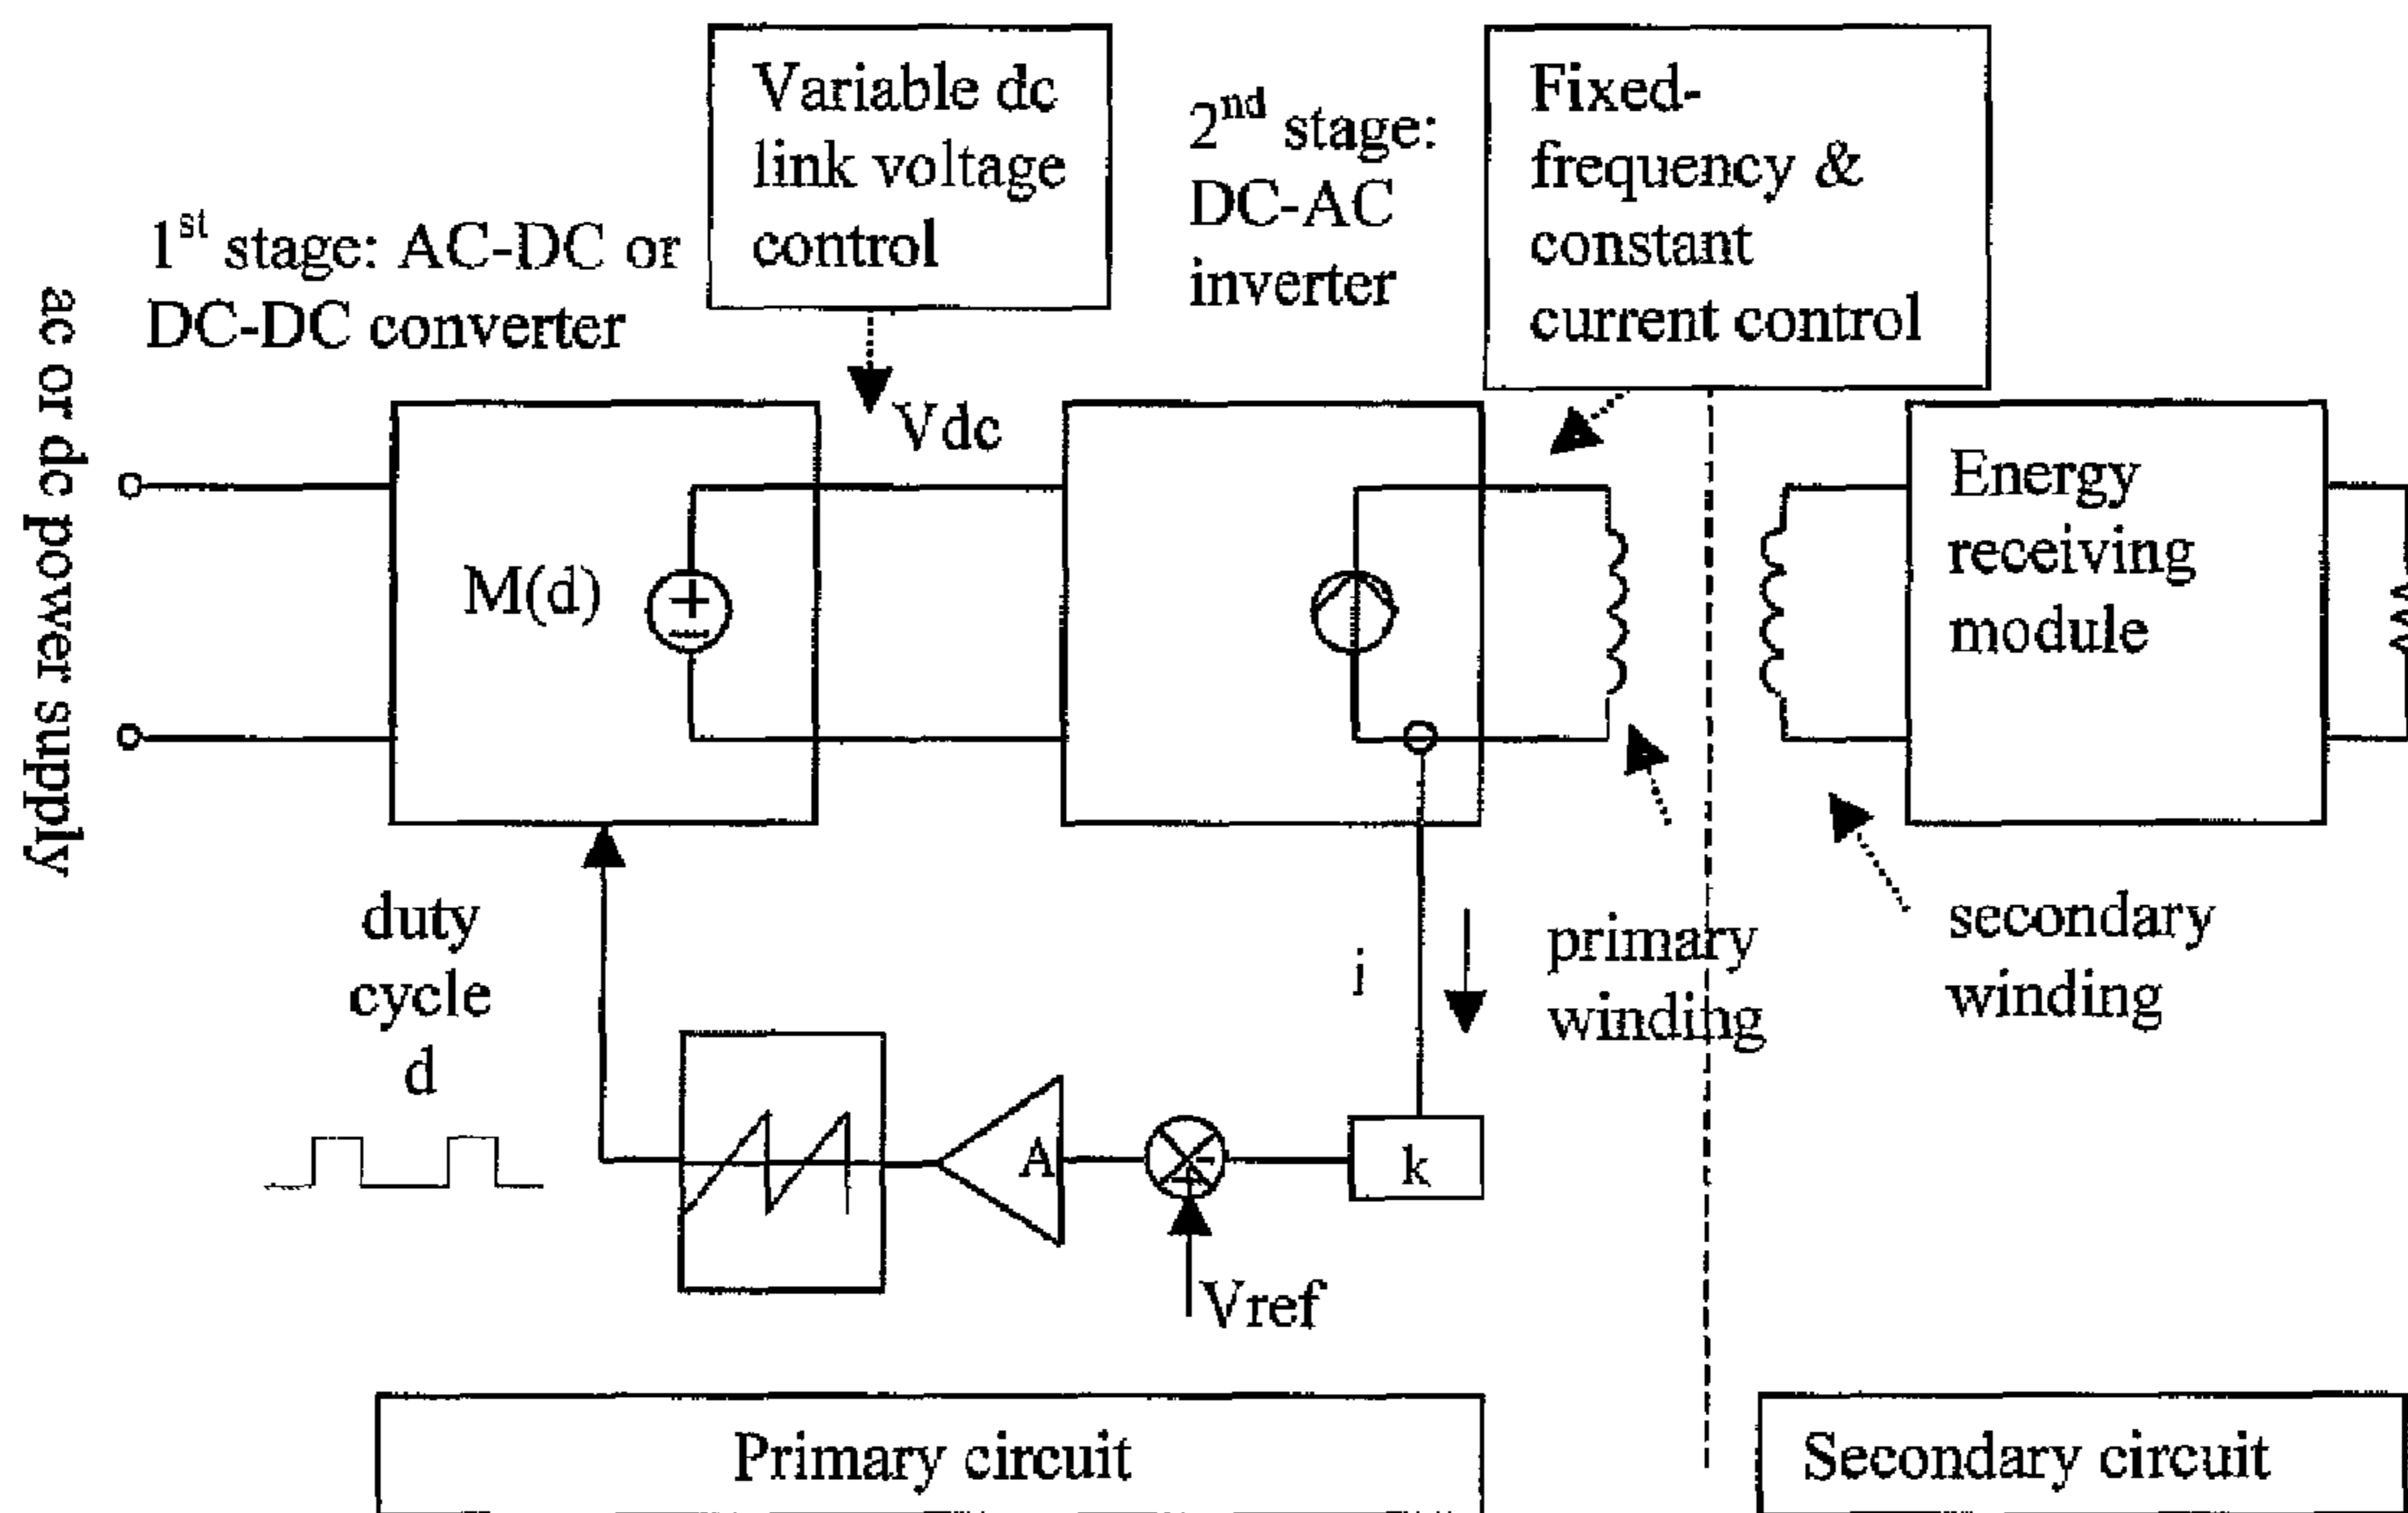 Variable dc
link voltage
control
2nd stage:
DC-AC
inverter
Fixed-
frequency &
constant
current control
1st stage: AC-DC or
DC-DC converter
ac or dc power supply
Vdc
M(d)
Energy
receiving
module
duty
cycle
d
i
primary
winding
secondary
winding
A
k
Vref
Primary circuit
Secondary circuit